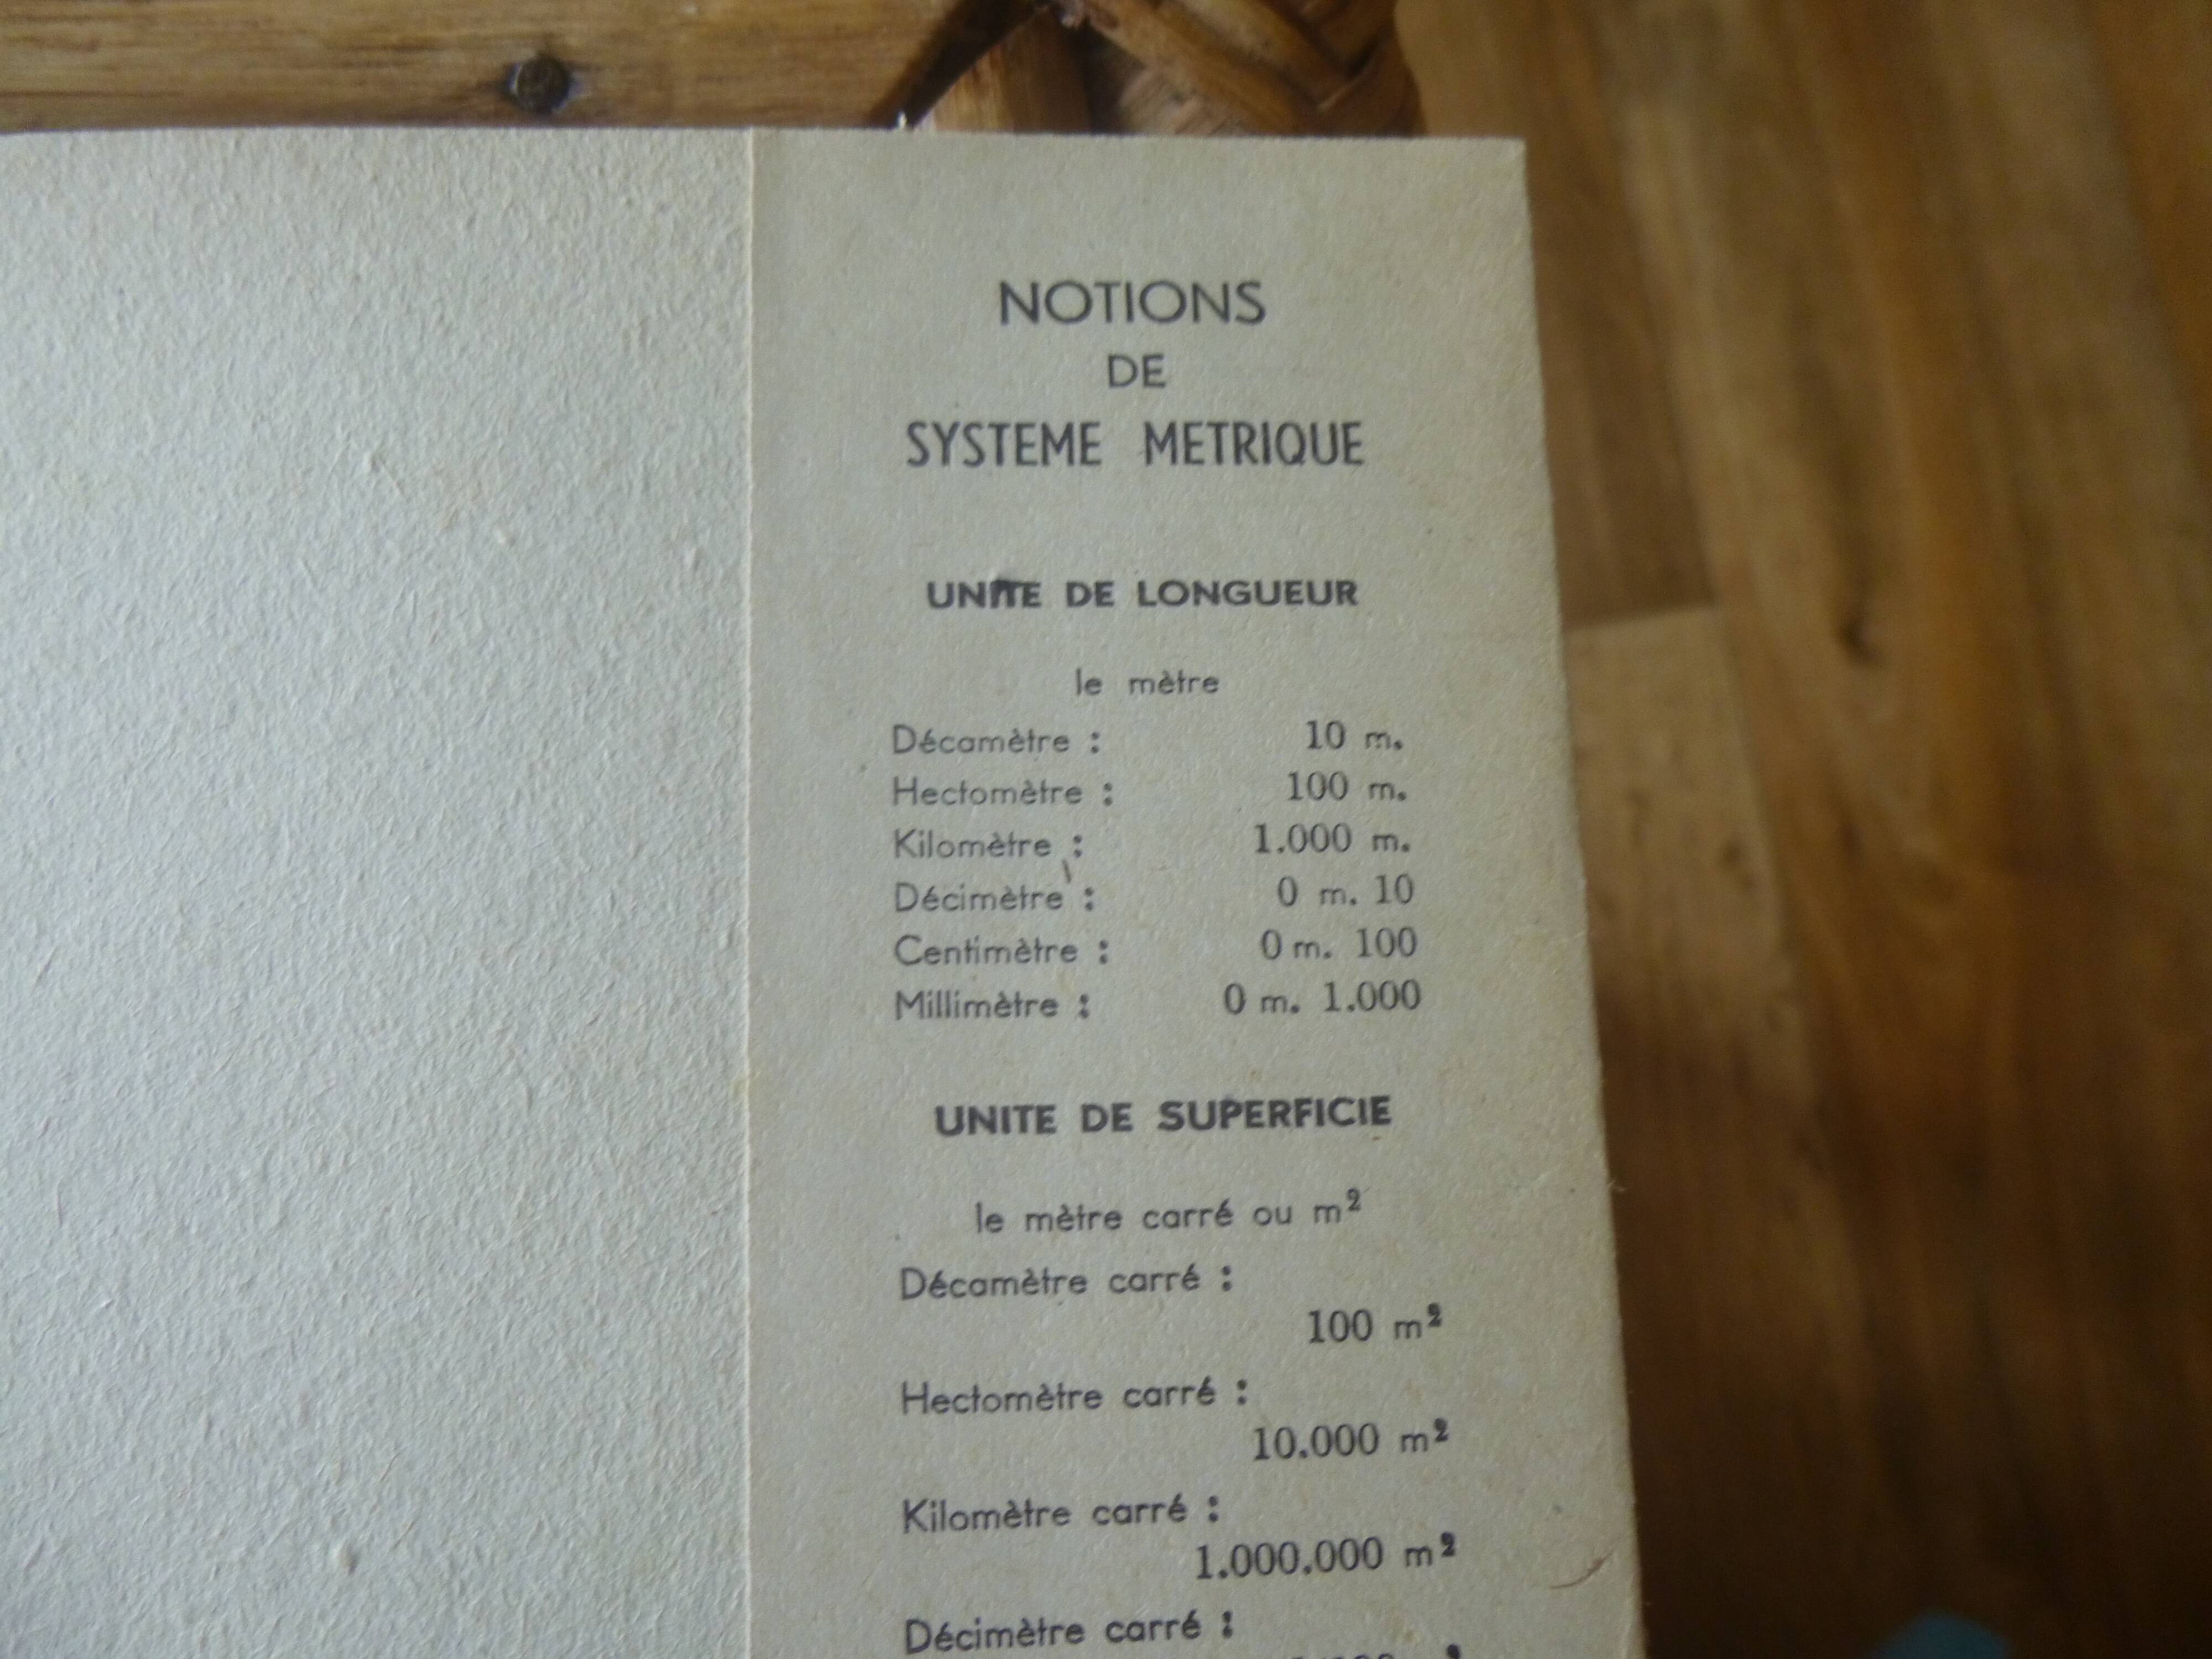 NOTIONS
DE
SYSTEME METRIQUE
UNITE DE LONGUEUR
le mètre
Décamètre : 10 m.
Hectomètre : 100 m.
Kilomètre : 1.000 m.
Décimètre : 0 m. 10
Centimètre : 0 m. 100
Millimètre : 0 m. 1.000
UNITE DE SUPERFICIE
le mètre carré ou m²
Décamètre carré :
100 m²
Hectomètre carré :
10.000 m²
Kilomètre carré :
1.000.000 m²
Décimètre carré :